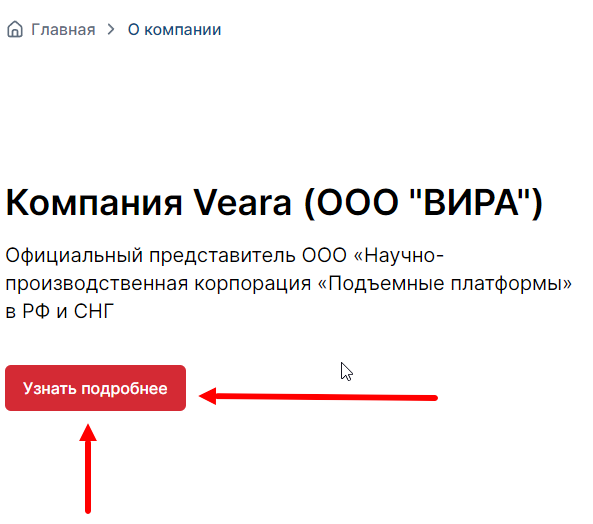 Главная > О компании
Компания Veara (ООО "ВИРА")
Официальный представитель ООО «Научно-
производственная корпорация «Подъемные платформы»
в РФ и СНГ
Узнать подробнее